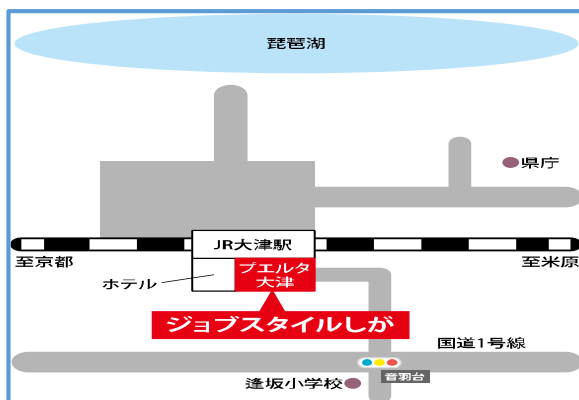 琵琶湖
県庁
JR大津駅
至京都
至米原
ホテル
プエルタ
大津
ジョブスタイルしが
国道1号線
音羽台
逢坂小学校